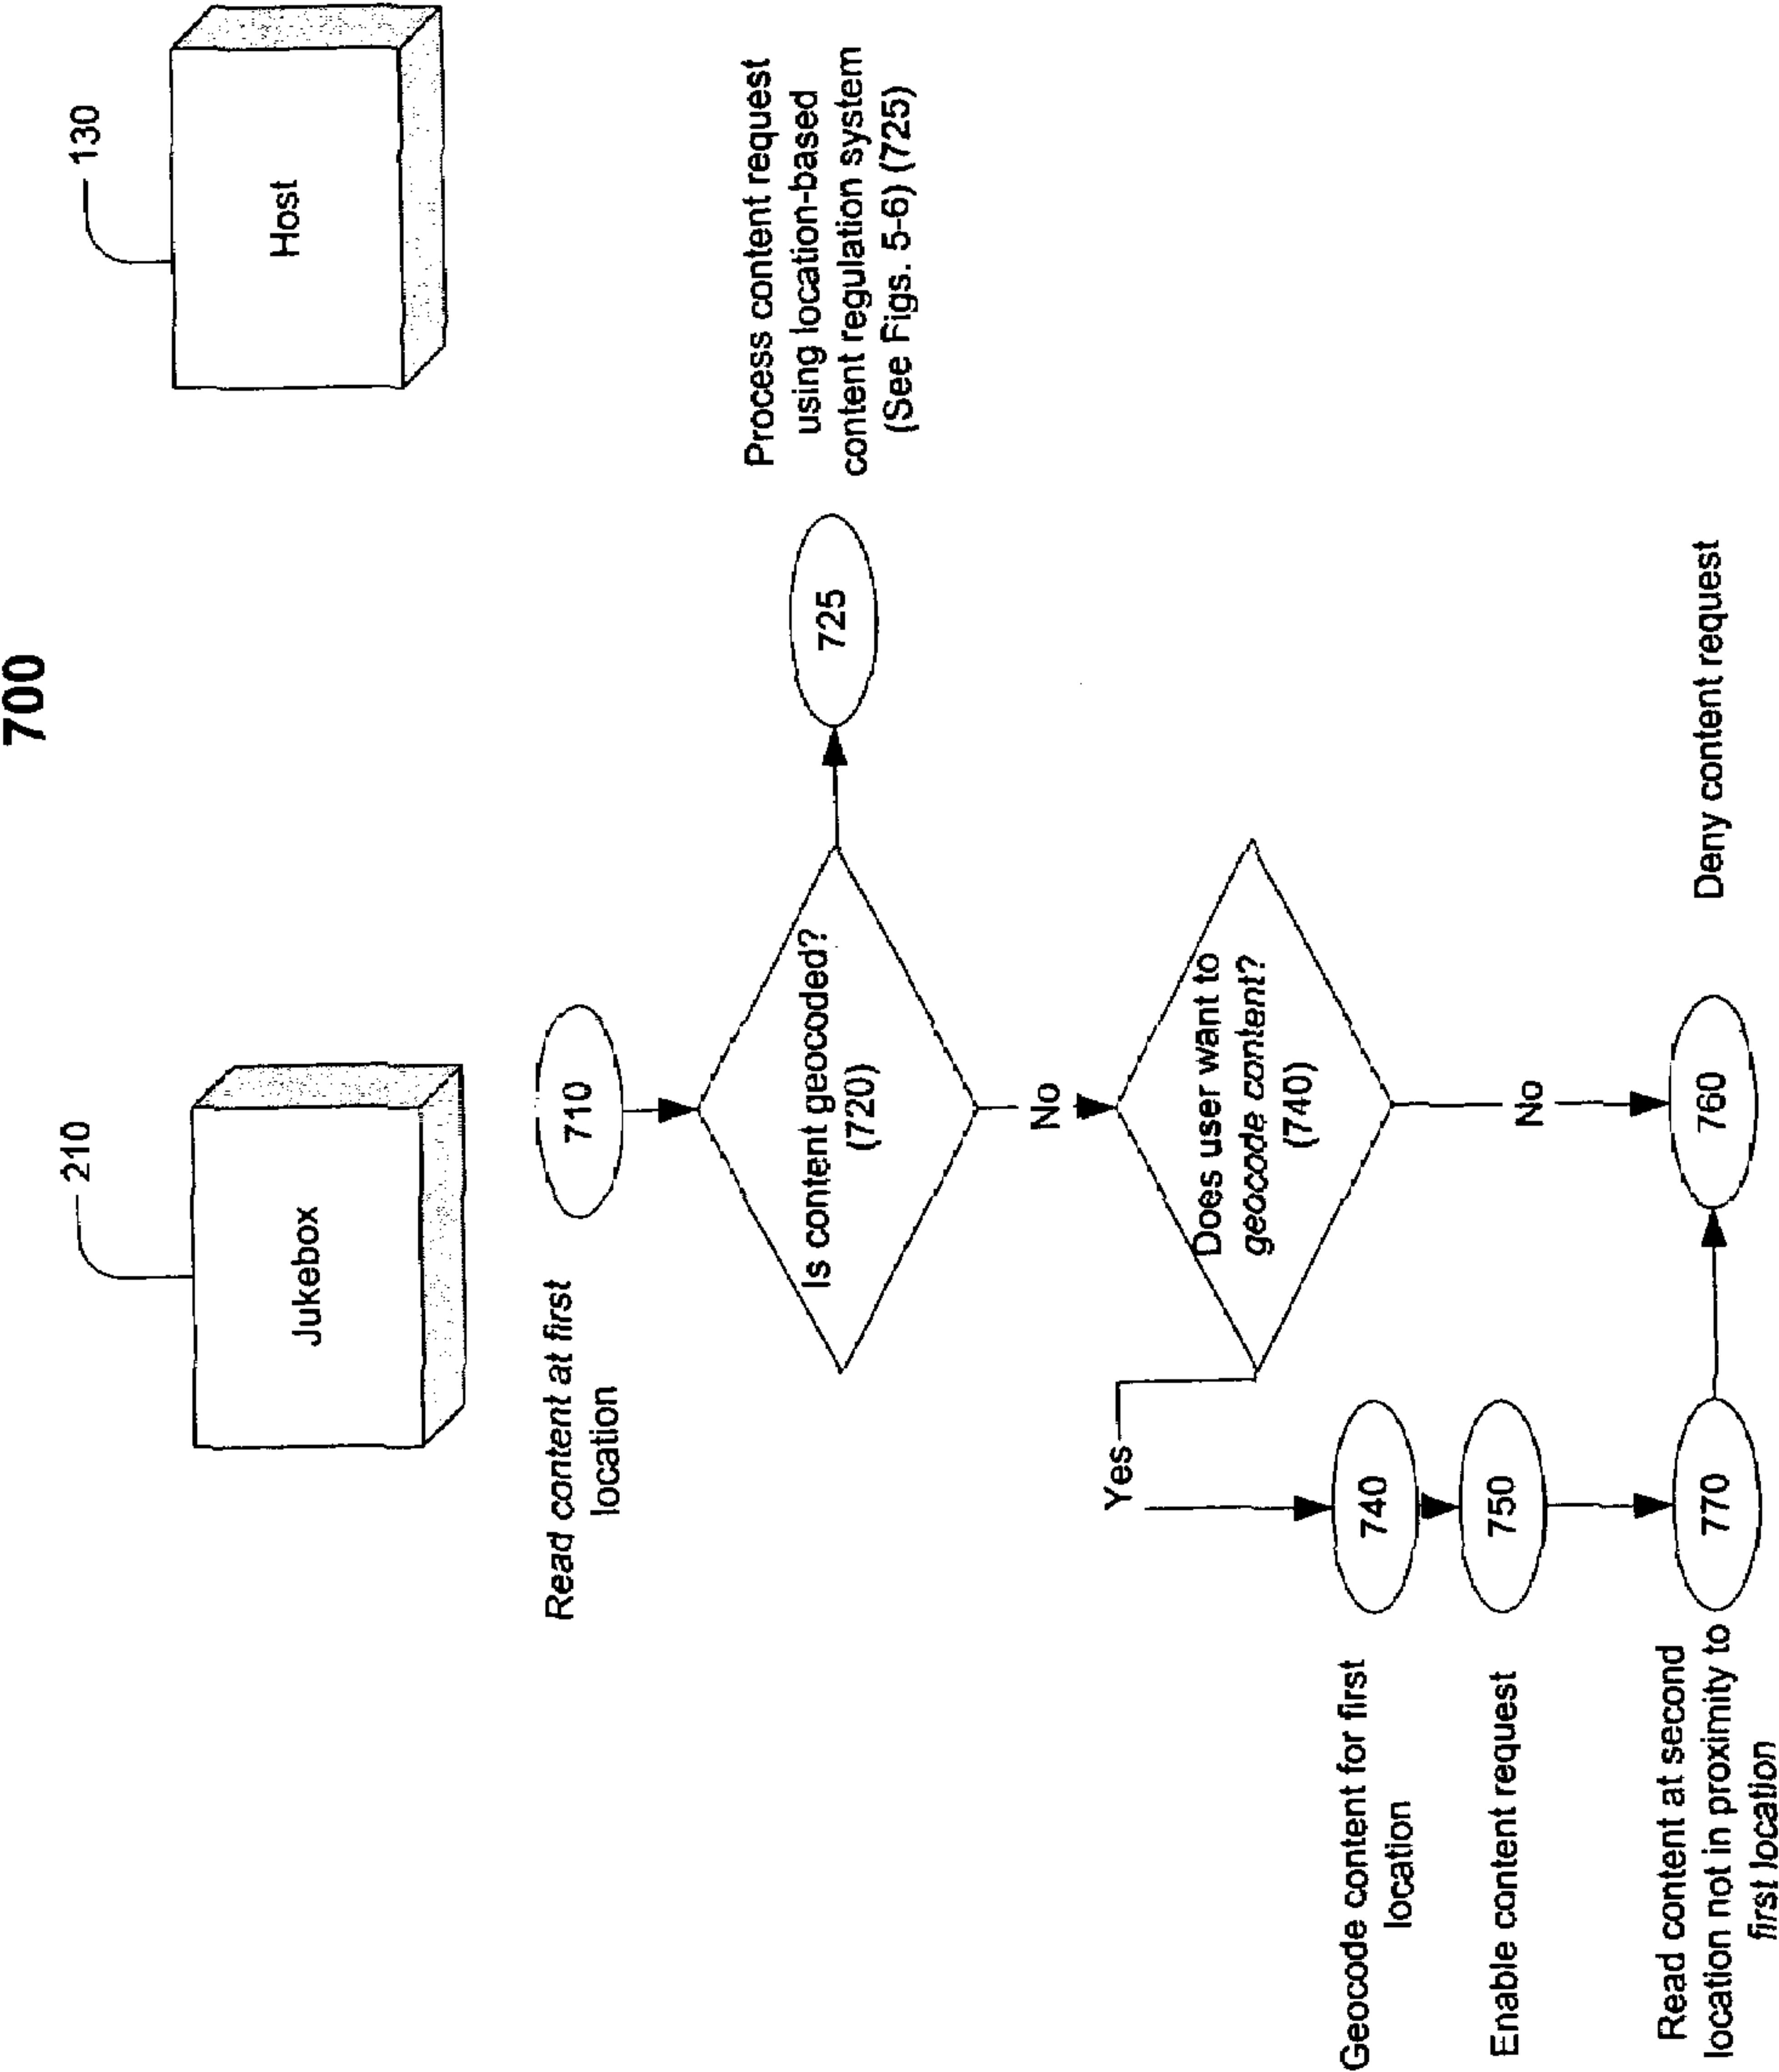 700
210
130
Jukebox
Host
Read content at first
location
710
Is content geocoded?
(720)
725
Process content request
using location-based
content regulation system
(See Figs. 5-6) (725)
No
Does user want to
geocode content?
(740)
Yes
No
Geocode content for first
location
740
Enable content request
750
Read content at second
location not in proximity to
first location
770
760
Deny content request